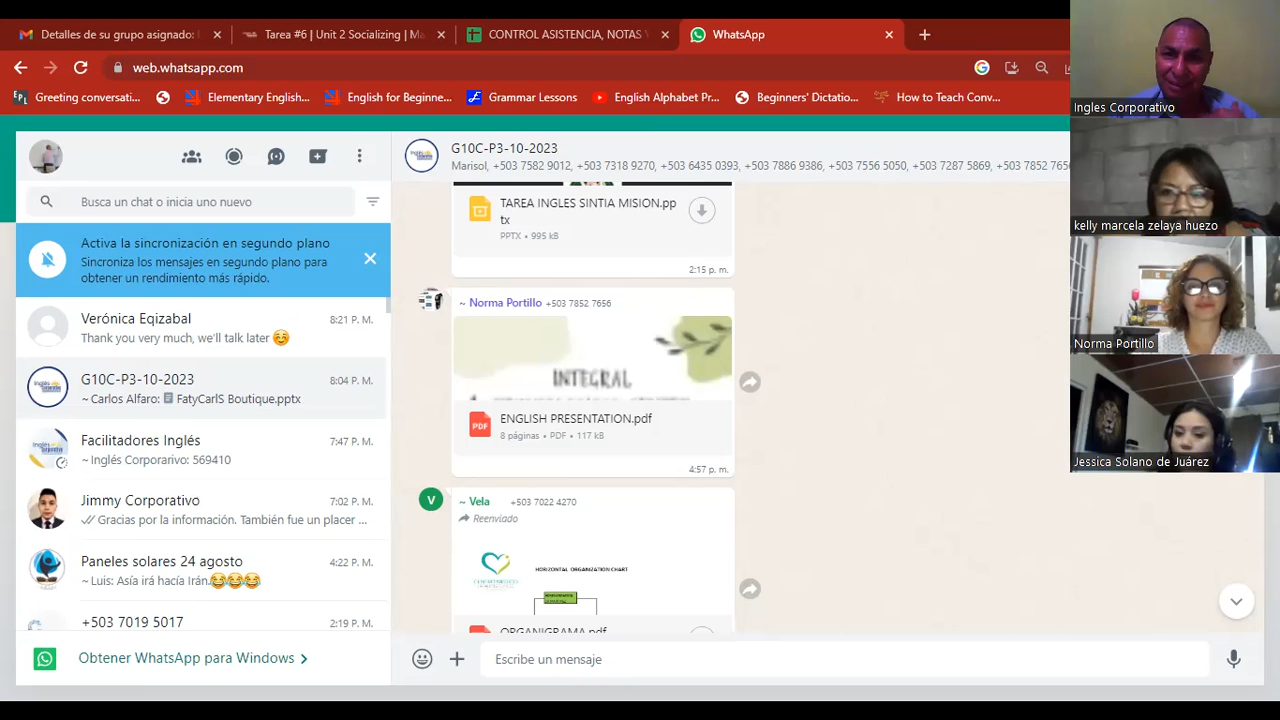 Detalles de su grupo asignado:
Tarea #6 | Unit 2 Socializing | Ma
CONTROL ASISTENCIA, NOTAS
WhatsApp
web.whatsapp.com
Greeting conversati...
Elementary English...
English for Beginne...
Grammar Lessons
English Alphabet Pr...
Beginners' Dictatio...
How to Teach Conv...
G10C-P3-10-2023
Marisol, +503 7582 9012, +503 7318 9270, +503 6435 0393, +503 7886 9386, +503 7556 5050, +503 7287 5869, +503 7852 765
Busca un chat o inicia uno nuevo
Activa la sincronización en segundo plano
Sincroniza los mensajes en segundo plano para
obtener un rendimiento más rápido.
Verónica Eqizabal 8:21 P. M.
Thank you very much, we'll talk later ☺️
G10C-P3-10-2023 8:04 P. M.
~ Carlos Alfaro: FatyCarlS Boutique.pptx
Facilitadores Inglés 7:47 P. M.
~ Inglés Corporarivo: 569410
Jimmy Corporativo 7:02 P. M.
Gracias por la información. También fue un placer ...
Paneles solares 24 agosto 4:22 P. M.
~ Luis: Asía irá hacía Irán.😂😂😂
+503 7019 5017 2:19 P. M.
Obtener WhatsApp para Windows
TAREA INGLES SINTIA MISION.pp
tx
PPTX • 995 kB
2:15 p. m.
~ Norma Portillo +503 7852 7656
INTEGRAL
PDF
ENGLISH PRESENTATION.pdf
8 páginas • PDF • 117 kB
4:57 p. m.
V
~ Vela +503 7022 4270
Reenviado
HORIZONTAL ORGANIZATION CHART
ORGANIGRAMA.pdf
Escribe un mensaje
Ingles Corporativo
kelly marcela zelaya huezo
Norma Portillo
Jessica Solano de Juárez